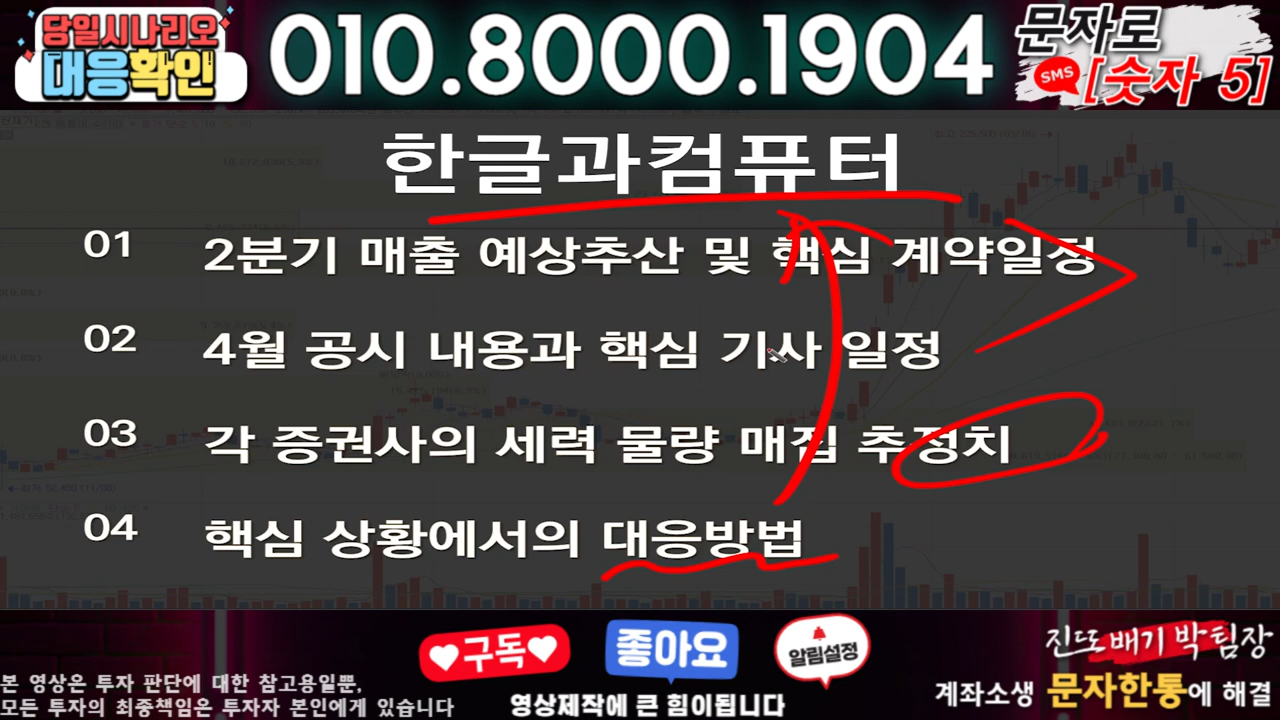 당일시나리오
대응확인
010.8000.1904
문자로
SMS [숫자 5]
한글과컴퓨터
01 2분기 매출 예상추산 및 핵심 계약일정
02 4월 공시 내용과 핵심 기사 일정
03 각 증권사의 세력 물량 매집 추정치
04 핵심 상황에서의 대응방법
구독
좋아요
알림설정
영상제작에 큰 힘이됩니다
본 영상은 투자 판단에 대한 참고용일뿐,
모든 투자의 최종책임은 투자자 본인에게 있습니다
진또배기 박팀장
계좌소생 문자한통에 해결